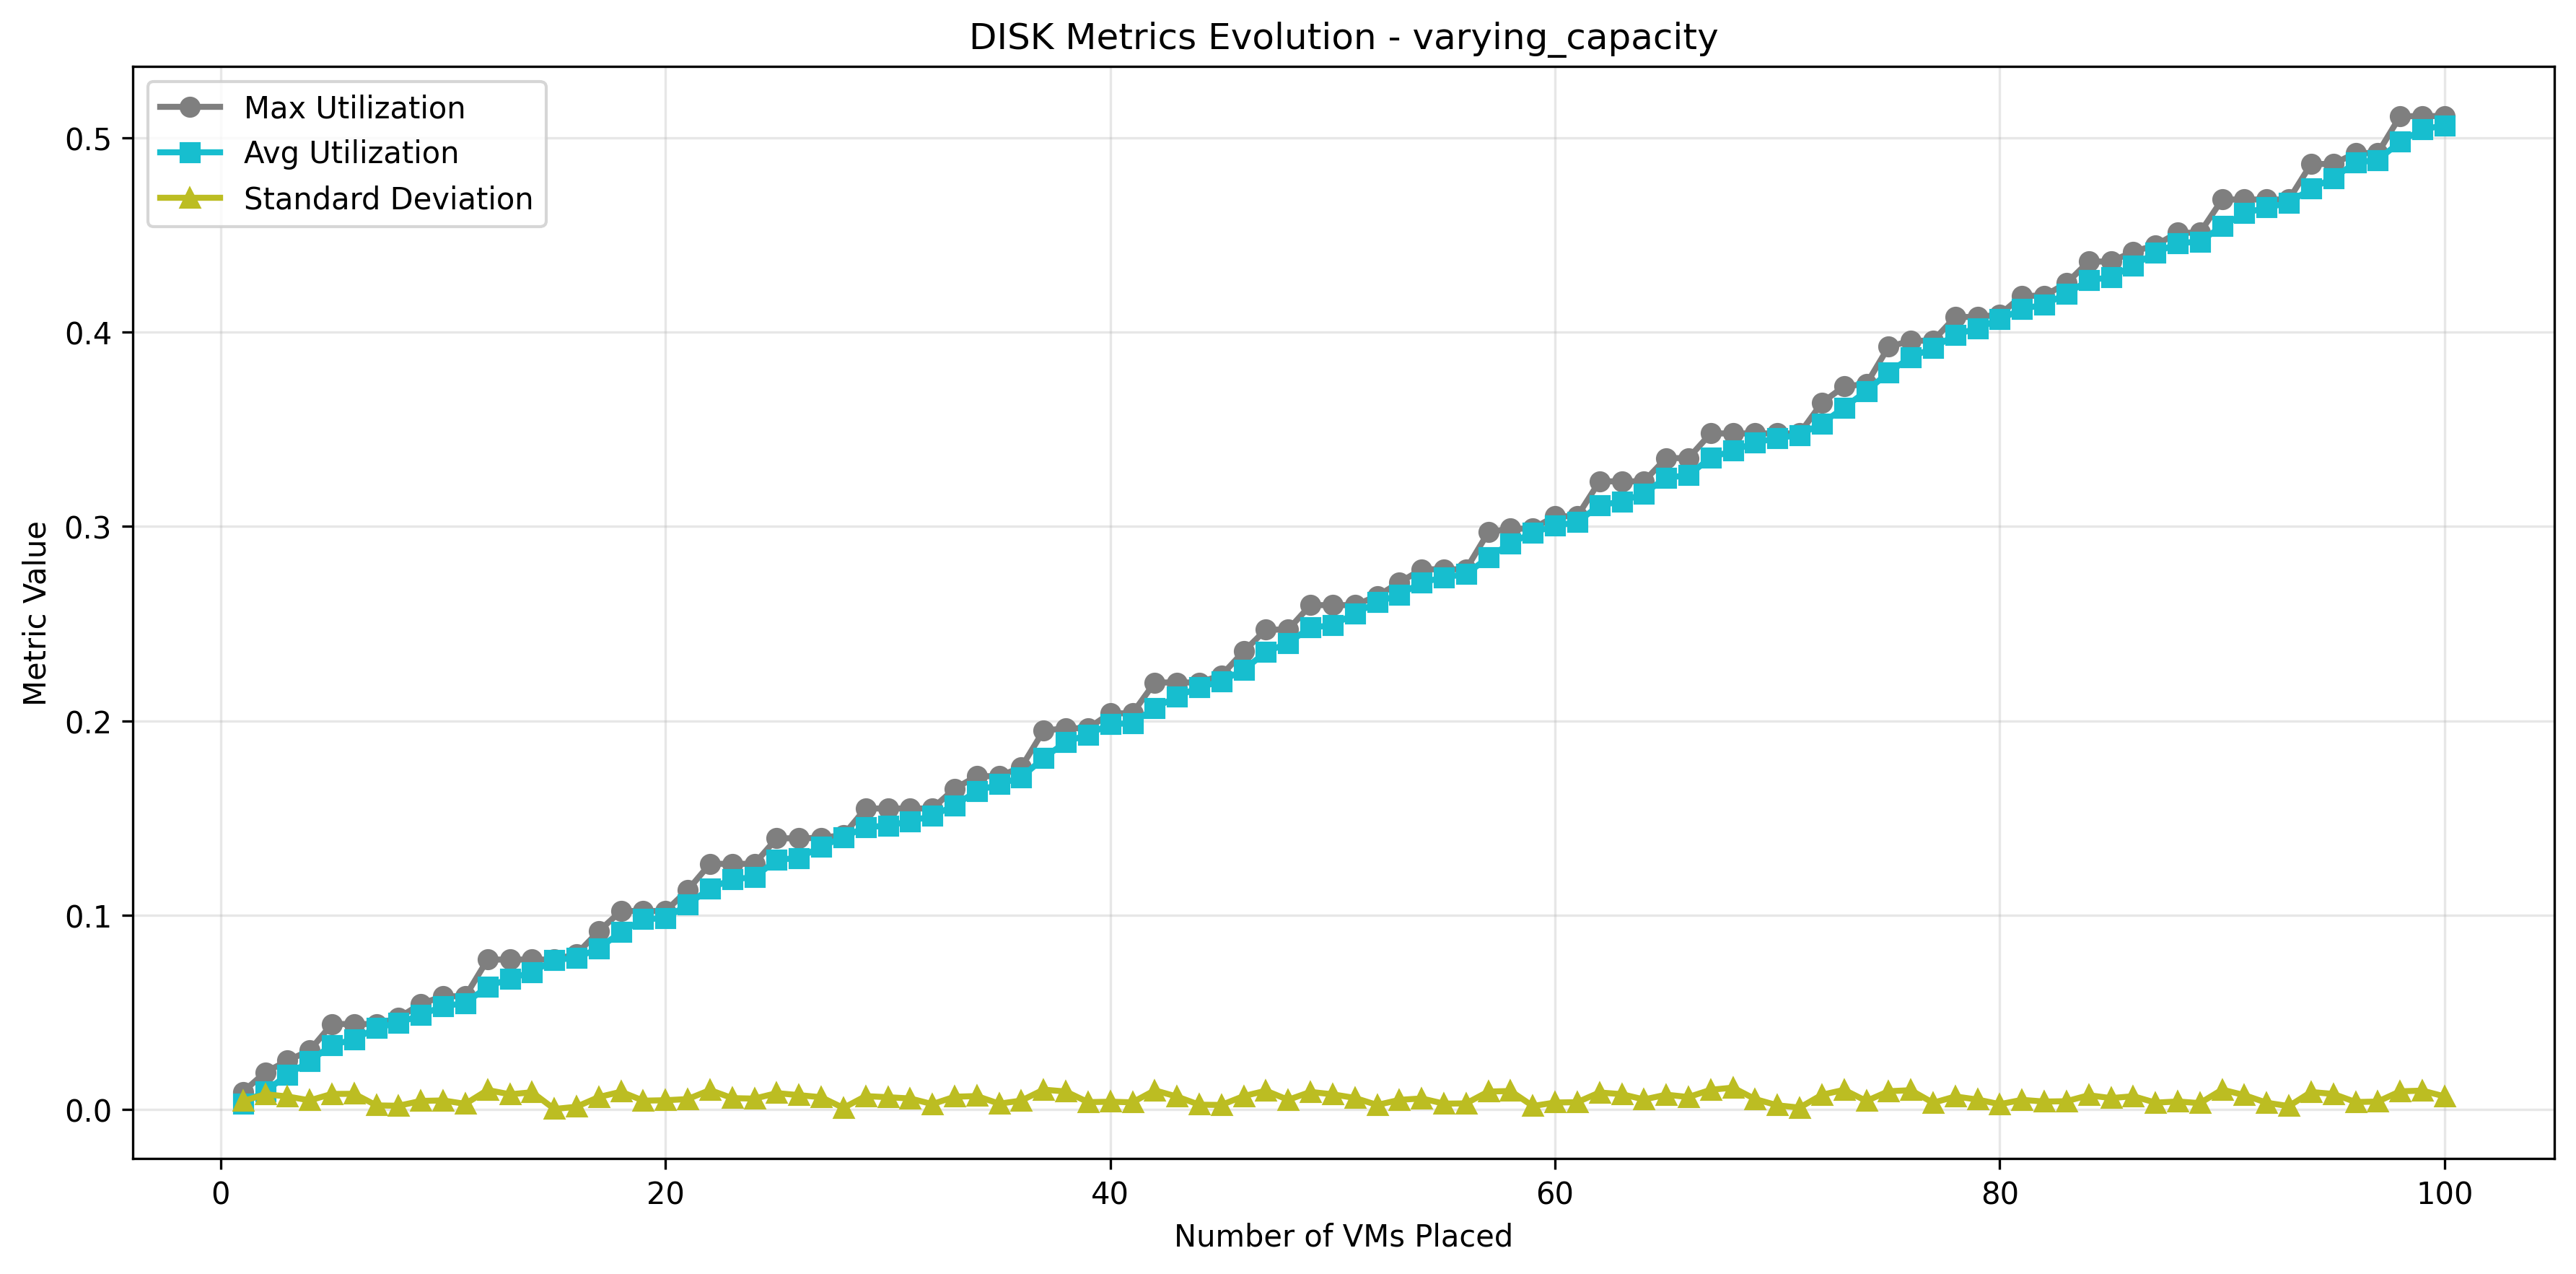 DISK Metrics Evolution - varying_capacity
Max Utilization
Avg Utilization
Standard Deviation
Metric Value
0.5
0.4
0.3
0.2
0.1
0.0
0 20 40 60 80 100
Number of VMs Placed